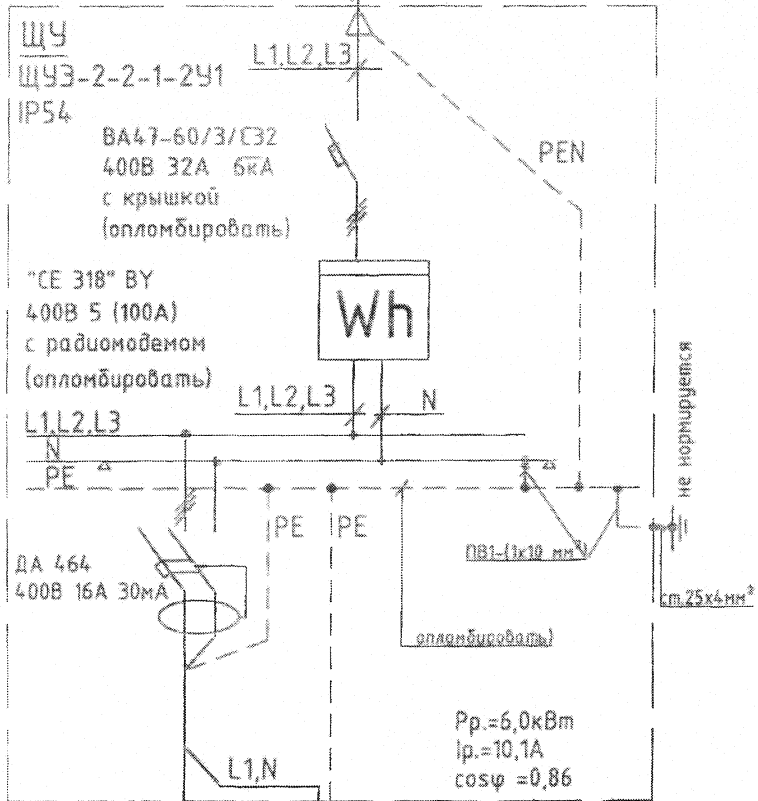 ЩУ
ЩУЭ-2-2-1-2У1
IP54
L1,L2,L3
ВА47-60/3/С32
400В 32А 6кА
с крышкой
(опломбировать)
PEN
"СЕ 318" BY
400В 5 (100А)
с радиомодемом
(опломбировать)
Wh
L1,L2,L3
N
L1,L2,L3
N
PE
не нормируется
PE
PE
ДА 464
400В 16А 30мА
ПВ1-(1х10 мм²)
ст.25х4мм²
опломбировать)
Рр.=6,0кВт
Iр.=10,1А
cosφ =0,86
L1,N